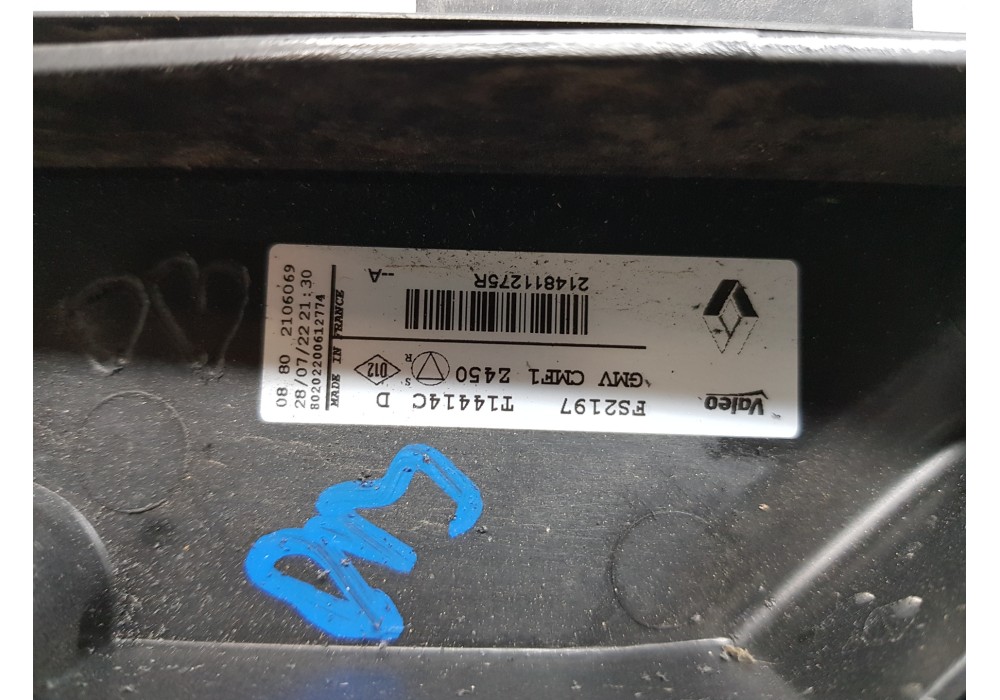 Valeo
FS2197 T14414C D
GMV CMF1 Z450
S
R
D12
214811275R
--A
MADE IN FRANCE
80202200612774
28/07/22 21:30
08 80 2106069